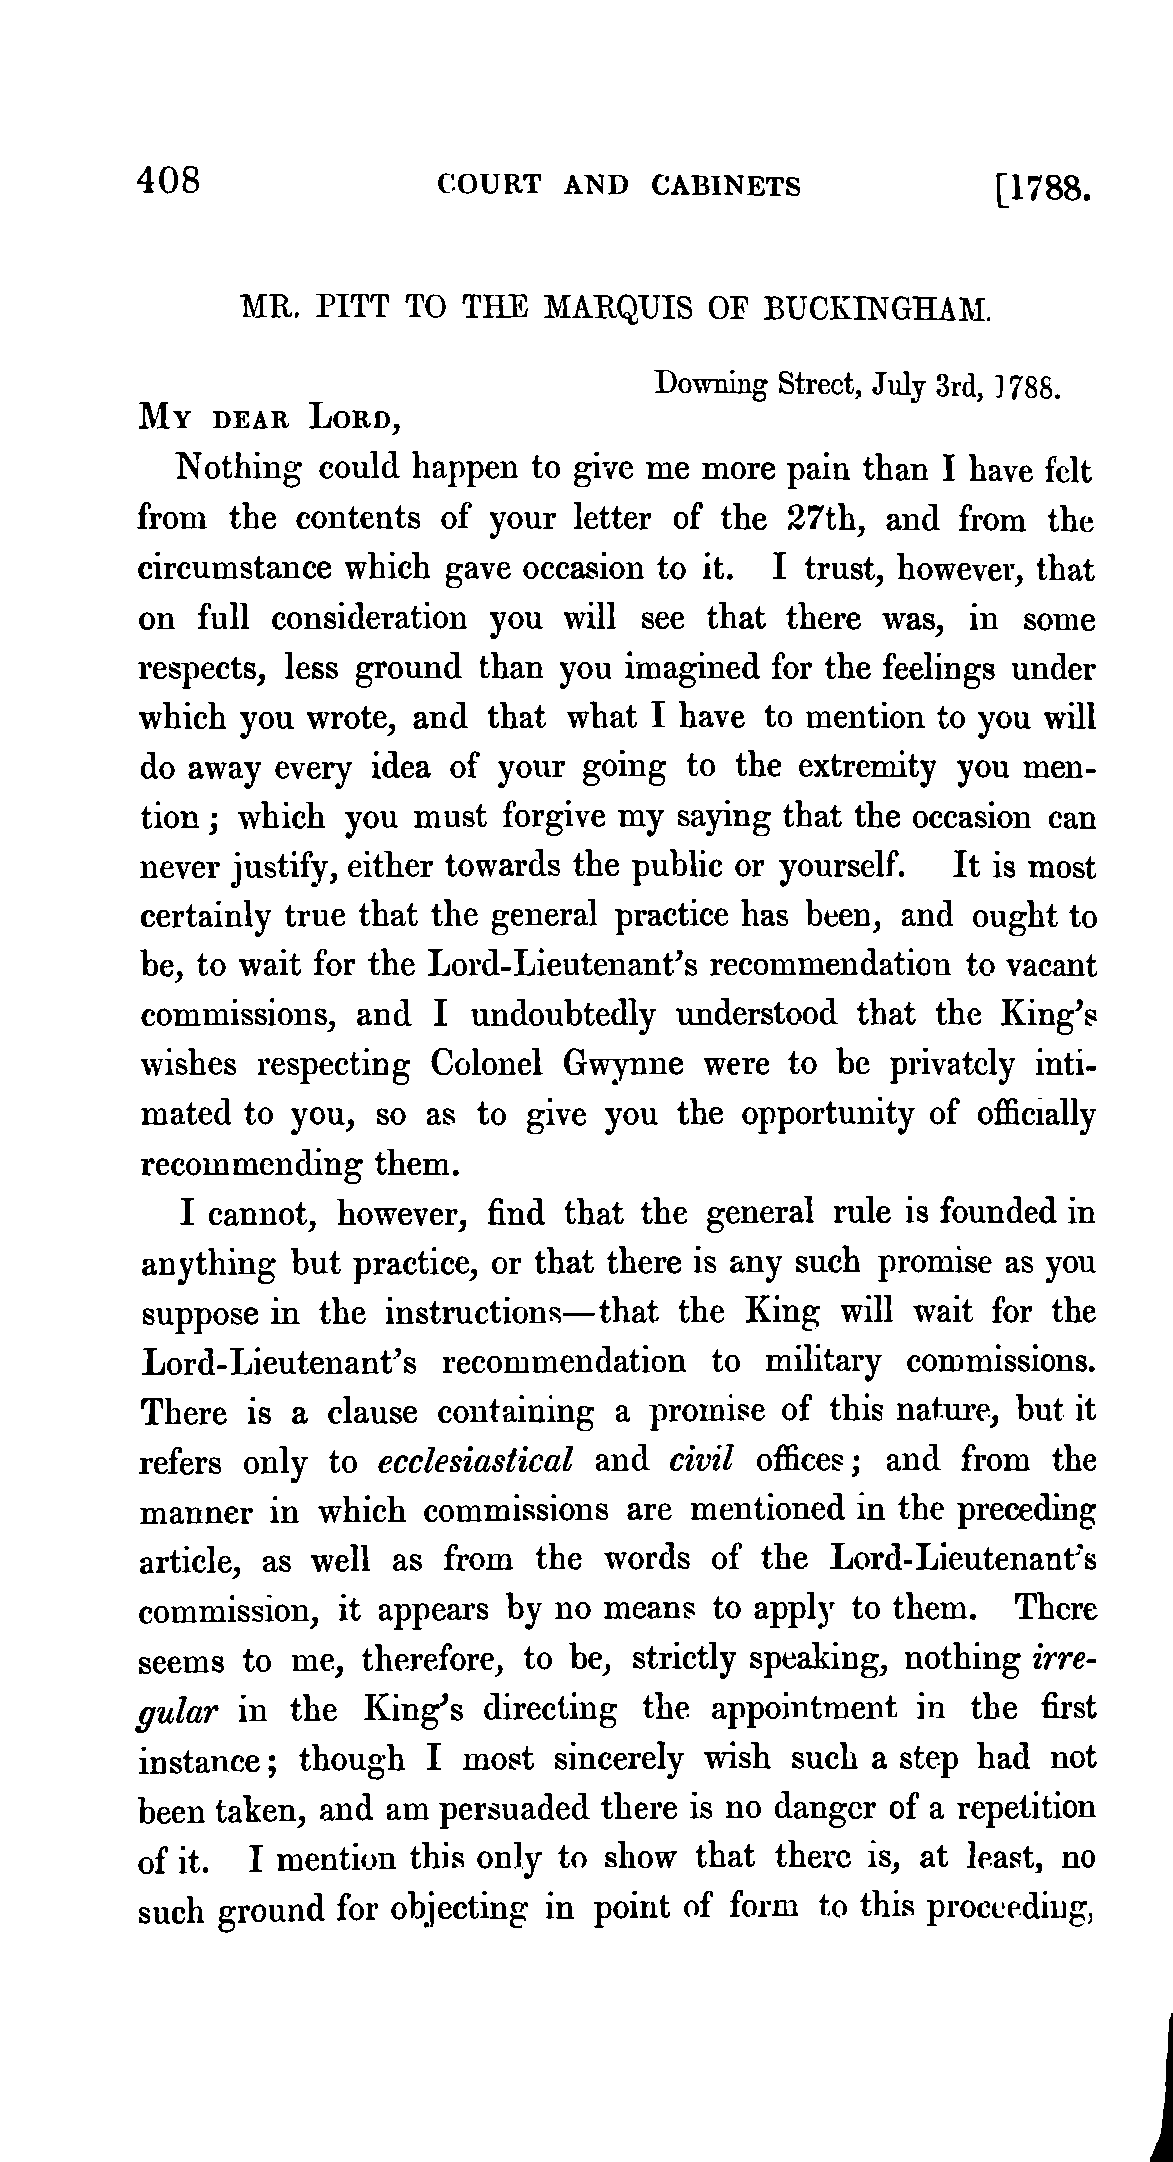 408 COURT AND CABINETS [1788.
MR. PITT TO THE MARQUIS OF BUCKINGHAM.
Downing Street, July 3rd, 1788.
MY DEAR LORD,
Nothing could happen to give me more pain than I have felt
from the contents of your letter of the 27th, and from the
circumstance which gave occasion to it. I trust, however, that
on full consideration you will see that there was, in some
respects, less ground than you imagined for the feelings under
which you wrote, and that what I have to mention to you will
do away every idea of your going to the extremity you men-
tion; which you must forgive my saying that the occasion can
never justify, either towards the public or yourself. It is most
certainly true that the general practice has been, and ought to
be, to wait for the Lord-Lieutenant's recommendation to vacant
commissions, and I undoubtedly understood that the King's
wishes respecting Colonel Gwynne were to be privately inti-
mated to you, so as to give you the opportunity of officially
recommending them.
I cannot, however, find that the general rule is founded in
anything but practice, or that there is any such promise as you
suppose in the instructions—that the King will wait for the
Lord-Lieutenant's recommendation to military commissions.
There is a clause containing a promise of this nature, but it
refers only to ecclesiastical and civil offices; and from the
manner in which commissions are mentioned in the preceding
article, as well as from the words of the Lord-Lieutenant's
commission, it appears by no means to apply to them. There
seems to me, therefore, to be, strictly speaking, nothing irre-
gular in the King's directing the appointment in the first
instance; though I most sincerely wish such a step had not
been taken, and am persuaded there is no danger of a repetition
of it. I mention this only to show that there is, at least, no
such ground for objecting in point of form to this proceeding,